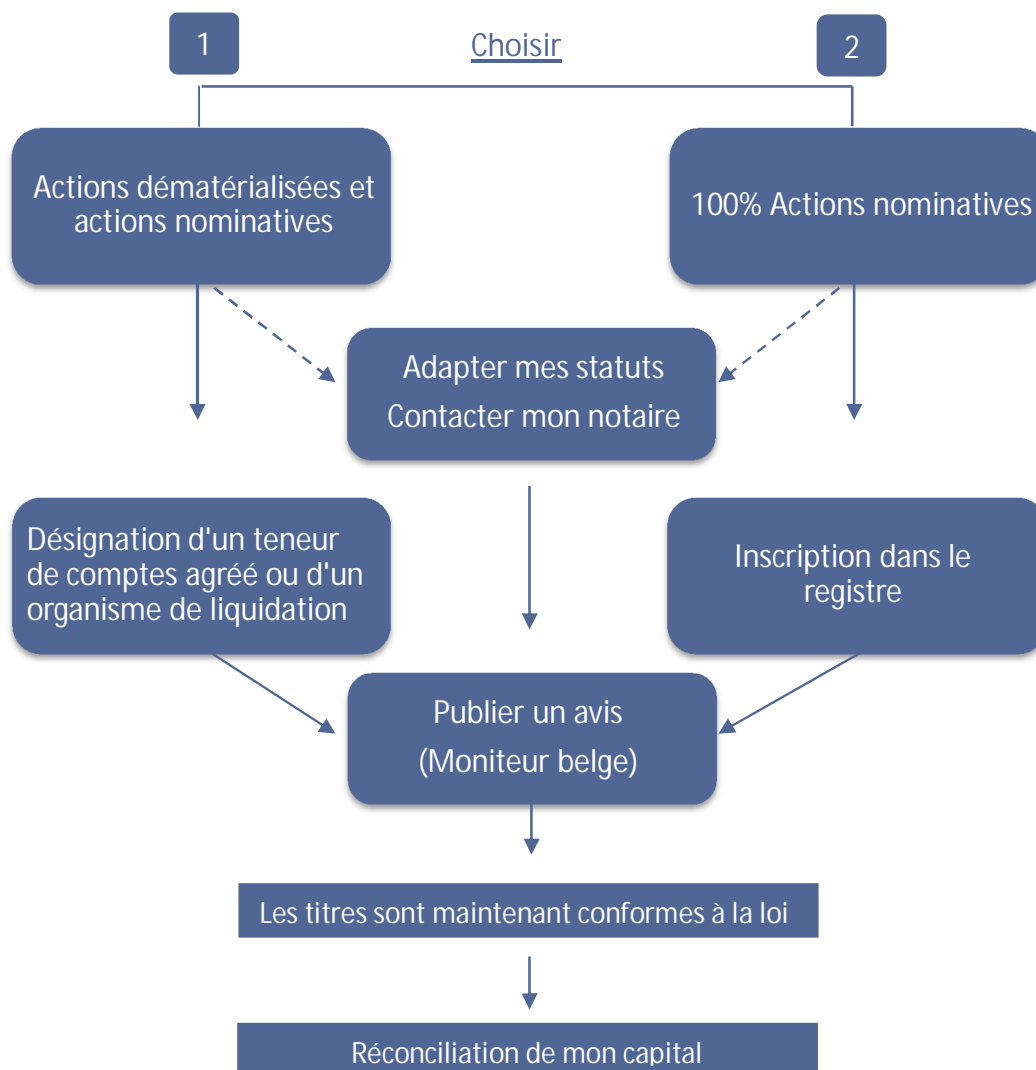 1
Choisir
2
Actions dématérialisées et
actions nominatives
100% Actions nominatives
Adapter mes statuts
Contacter mon notaire
Désignation d'un teneur
de comptes agréé ou d'un
organisme de liquidation
Inscription dans le
registre
Publier un avis
(Moniteur belge)
Les titres sont maintenant conformes à la loi
Réconciliation de mon capital